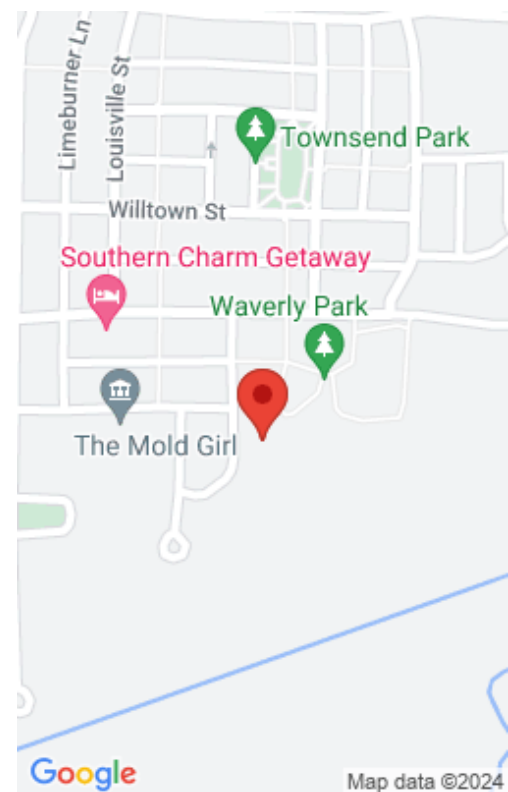 Limeburner Ln
Louisville St
Townsend Park
Willtown St
Southern Charm Getaway
Waverly Park
The Mold Girl
Google
Map data ©2024